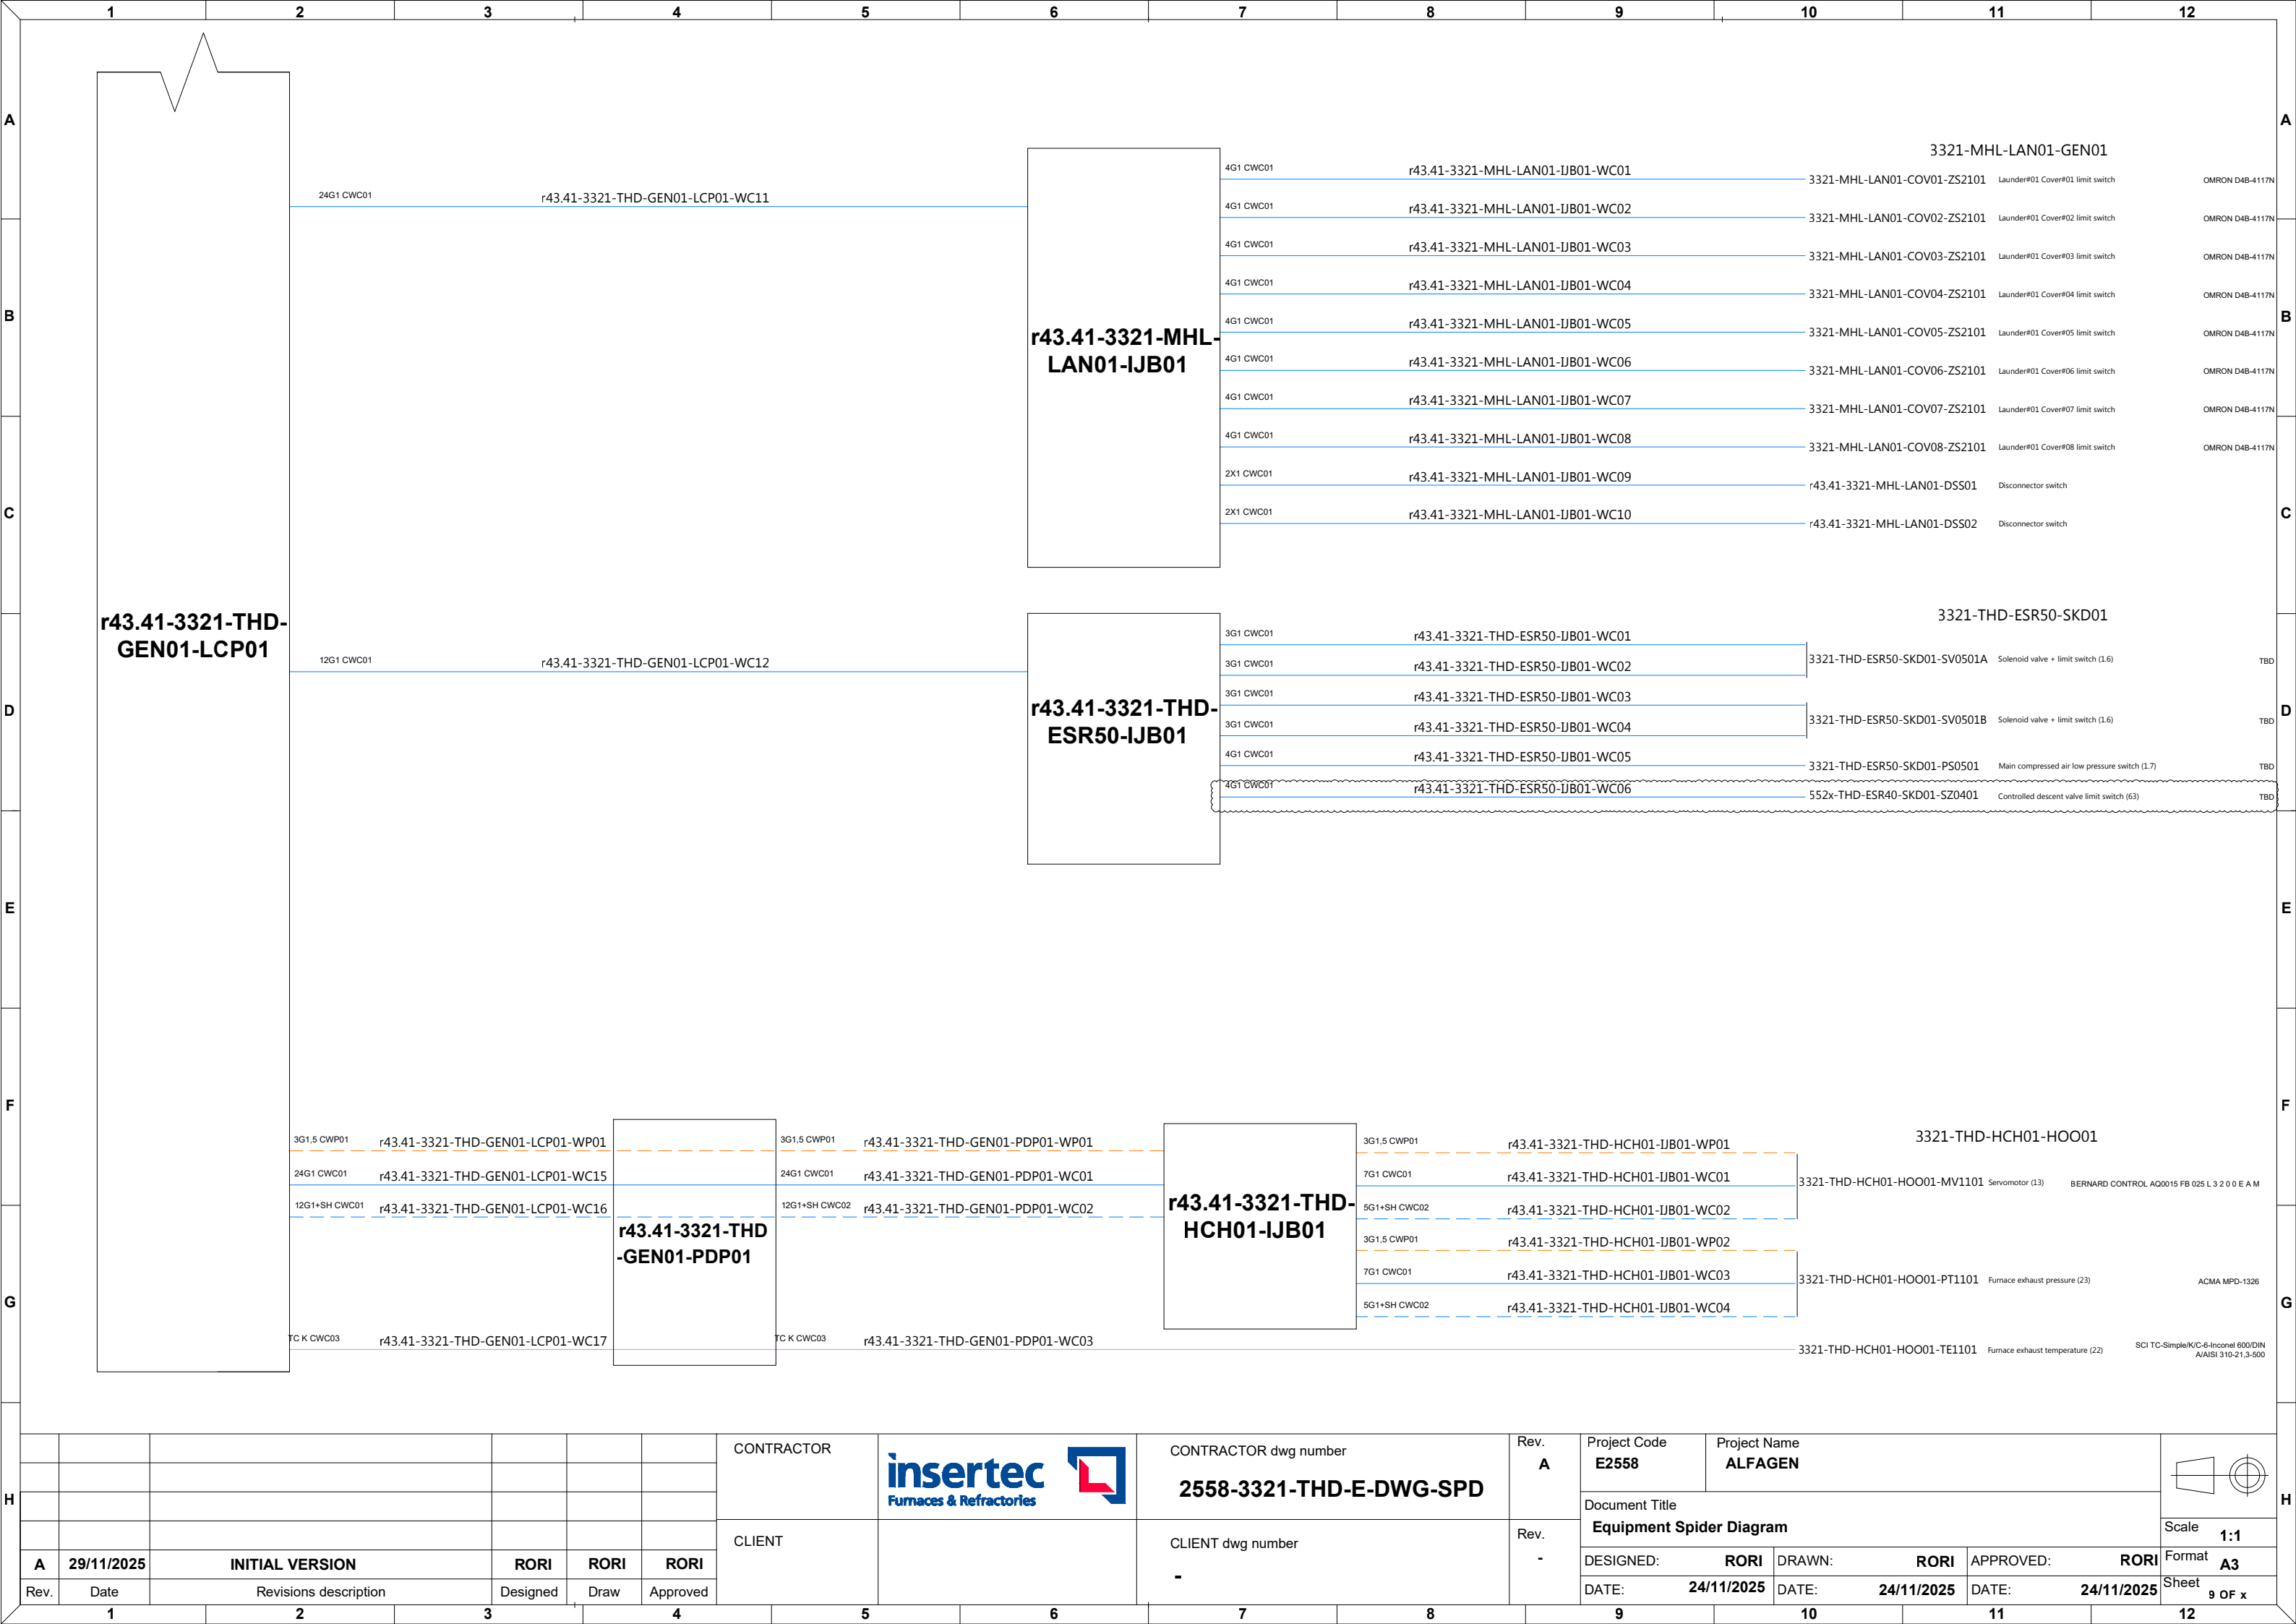 1 2 3 4 5 6 7 8 9 10 11 12
A A
B B
C C
D D
E E
F F
G G
H H
r43.41-3321-THD-
GEN01-LCP01
24G1 CWC01 r43.41-3321-THD-GEN01-LCP01-WC11
r43.41-3321-MHL-
LAN01-IJB01
3321-MHL-LAN01-GEN01
4G1 CWC01 r43.41-3321-MHL-LAN01-IJB01-WC01 3321-MHL-LAN01-COV01-ZS2101 Launder#01 Cover#01 limit switch OMRON D4B-4117N
4G1 CWC01 r43.41-3321-MHL-LAN01-IJB01-WC02 3321-MHL-LAN01-COV02-ZS2101 Launder#01 Cover#02 limit switch OMRON D4B-4117N
4G1 CWC01 r43.41-3321-MHL-LAN01-IJB01-WC03 3321-MHL-LAN01-COV03-ZS2101 Launder#01 Cover#03 limit switch OMRON D4B-4117N
4G1 CWC01 r43.41-3321-MHL-LAN01-IJB01-WC04 3321-MHL-LAN01-COV04-ZS2101 Launder#01 Cover#04 limit switch OMRON D4B-4117N
4G1 CWC01 r43.41-3321-MHL-LAN01-IJB01-WC05 3321-MHL-LAN01-COV05-ZS2101 Launder#01 Cover#05 limit switch OMRON D4B-4117N
4G1 CWC01 r43.41-3321-MHL-LAN01-IJB01-WC06 3321-MHL-LAN01-COV06-ZS2101 Launder#01 Cover#06 limit switch OMRON D4B-4117N
4G1 CWC01 r43.41-3321-MHL-LAN01-IJB01-WC07 3321-MHL-LAN01-COV07-ZS2101 Launder#01 Cover#07 limit switch OMRON D4B-4117N
4G1 CWC01 r43.41-3321-MHL-LAN01-IJB01-WC08 3321-MHL-LAN01-COV08-ZS2101 Launder#01 Cover#08 limit switch OMRON D4B-4117N
2X1 CWC01 r43.41-3321-MHL-LAN01-IJB01-WC09 r43.41-3321-MHL-LAN01-DSS01 Disconnector switch
2X1 CWC01 r43.41-3321-MHL-LAN01-IJB01-WC10 r43.41-3321-MHL-LAN01-DSS02 Disconnector switch
12G1 CWC01 r43.41-3321-THD-GEN01-LCP01-WC12
r43.41-3321-THD-
ESR50-IJB01
3321-THD-ESR50-SKD01
3G1 CWC01 r43.41-3321-THD-ESR50-IJB01-WC01
3321-THD-ESR50-SKD01-SV0501A Solenoid valve + limit switch (1.6) TBD
3G1 CWC01 r43.41-3321-THD-ESR50-IJB01-WC02
3G1 CWC01 r43.41-3321-THD-ESR50-IJB01-WC03
3321-THD-ESR50-SKD01-SV0501B Solenoid valve + limit switch (1.6) TBD
3G1 CWC01 r43.41-3321-THD-ESR50-IJB01-WC04
4G1 CWC01 r43.41-3321-THD-ESR50-IJB01-WC05 3321-THD-ESR50-SKD01-PS0501 Main compressed air low pressure switch (1.7) TBD
4G1 CWC01 r43.41-3321-THD-ESR50-IJB01-WC06 552x-THD-ESR40-SKD01-SZ0401 Controlled descent valve limit switch (63) TBD
3G1,5 CWP01 r43.41-3321-THD-GEN01-LCP01-WP01
24G1 CWC01 r43.41-3321-THD-GEN01-LCP01-WC15
12G1+SH CWC01 r43.41-3321-THD-GEN01-LCP01-WC16
TC K CWC03 r43.41-3321-THD-GEN01-LCP01-WC17
r43.41-3321-THD
-GEN01-PDP01
3G1,5 CWP01 r43.41-3321-THD-GEN01-PDP01-WP01
24G1 CWC01 r43.41-3321-THD-GEN01-PDP01-WC01
12G1+SH CWC02 r43.41-3321-THD-GEN01-PDP01-WC02
TC K CWC03 r43.41-3321-THD-GEN01-PDP01-WC03
r43.41-3321-THD-
HCH01-IJB01
3321-THD-HCH01-HOO01
3G1,5 CWP01 r43.41-3321-THD-HCH01-IJB01-WP01
7G1 CWC01 r43.41-3321-THD-HCH01-IJB01-WC01 3321-THD-HCH01-HOO01-MV1101 Servomotor (13) BERNARD CONTROL AQ0015 FB 025 L 3 2 0 0 E A M
5G1+SH CWC02 r43.41-3321-THD-HCH01-IJB01-WC02
3G1,5 CWP01 r43.41-3321-THD-HCH01-IJB01-WP02
7G1 CWC01 r43.41-3321-THD-HCH01-IJB01-WC03 3321-THD-HCH01-HOO01-PT1101 Furnace exhaust pressure (23) ACMA MPD-1326
5G1+SH CWC02 r43.41-3321-THD-HCH01-IJB01-WC04
3321-THD-HCH01-HOO01-TE1101 Furnace exhaust temperature (22) SCI TC-Simple/K/C-6-Inconel 600/DIN
A/AISI 310-21,3-500
A 29/11/2025 INITIAL VERSION RORI RORI RORI
Rev. Date Revisions description Designed Draw Approved
CONTRACTOR
insertec
Furnaces & Refractories
CLIENT
CONTRACTOR dwg number
2558-3321-THD-E-DWG-SPD
Rev.
A
CLIENT dwg number
-
Rev.
-
Project Code
E2558
Project Name
ALFAGEN
Document Title
Equipment Spider Diagram
DESIGNED: RORI DRAWN: RORI APPROVED: RORI
DATE: 24/11/2025 DATE: 24/11/2025 DATE: 24/11/2025
Scale
1:1
Format
A3
Sheet
9 OF x
1 2 3 4 5 6 7 8 9 10 11 12